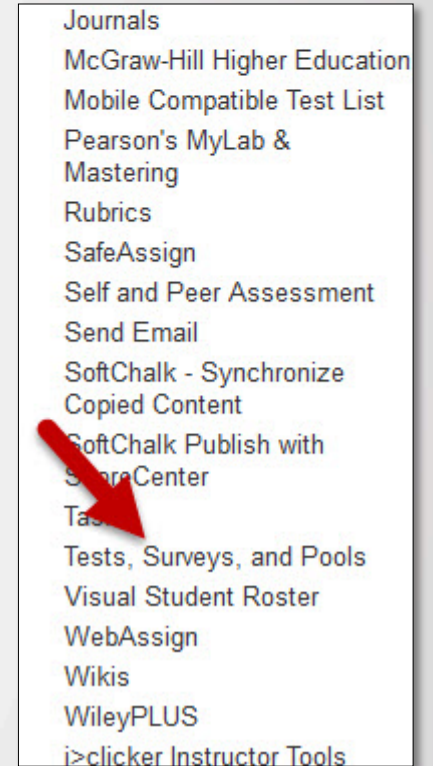 Journals
McGraw-Hill Higher Education
Mobile Compatible Test List
Pearson's MyLab &
Mastering
Rubrics
SafeAssign
Self and Peer Assessment
Send Email
SoftChalk - Synchronize
Copied Content
SoftChalk Publish with
ScoreCenter
Tests, Surveys, and Pools
Visual Student Roster
WebAssign
Wikis
WileyPLUS
i>clicker Instructor Tools